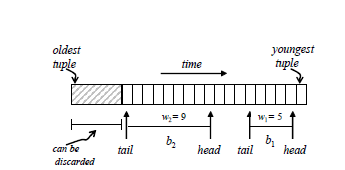 oldest
tuple
time
youngest
tuple
w₂= 9
w₁= 5
can be
discarded
tail
b₂
head
tail
b₁
head